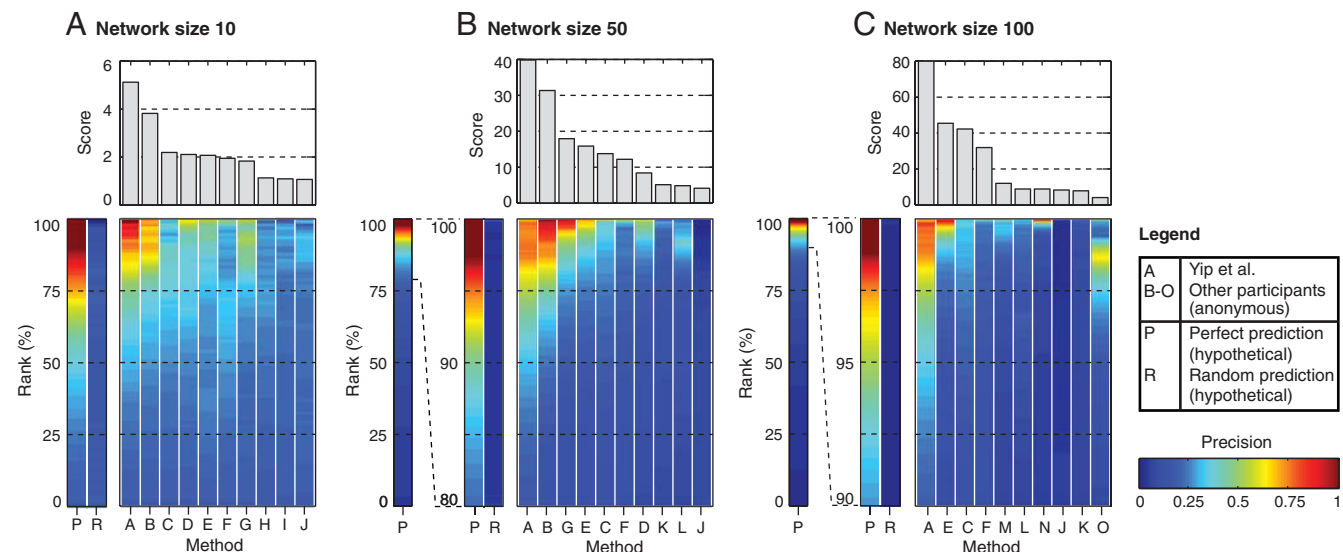 A Network size 10
6
4
2
0
Score
100
75
50
25
0
Rank (%)
P R
A B C D E F G H I J
Method
B Network size 50
40
30
20
10
0
Score
100
75
50
25
0
Rank (%)
P
100
90
80
P R
A B G E C F D K L J
Method
C Network size 100
80
60
40
20
0
Score
100
75
50
25
0
Rank (%)
P
100
95
90
P R
A E C F M L N J K O
Method
Legend
A Yip et al.
B-O Other participants
(anonymous)
P Perfect prediction
(hypothetical)
R Random prediction
(hypothetical)
Precision
0 0.25 0.5 0.75 1